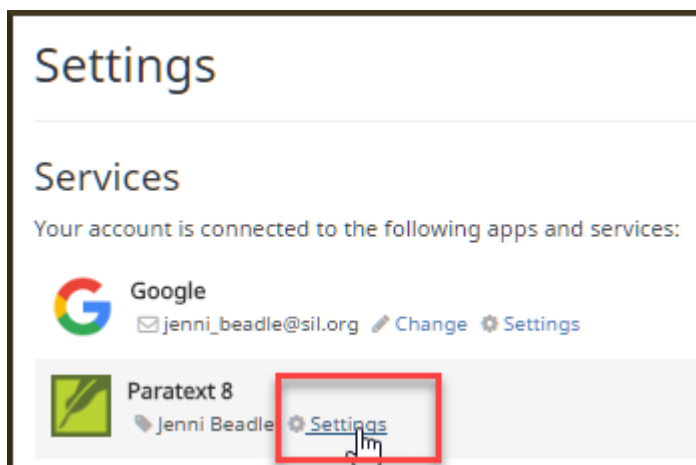 Settings
Services
Your account is connected to the following apps and services:
Google
jenni_beadle@sil.org Change Settings
Paratext 8
Jenni Beadle Settings